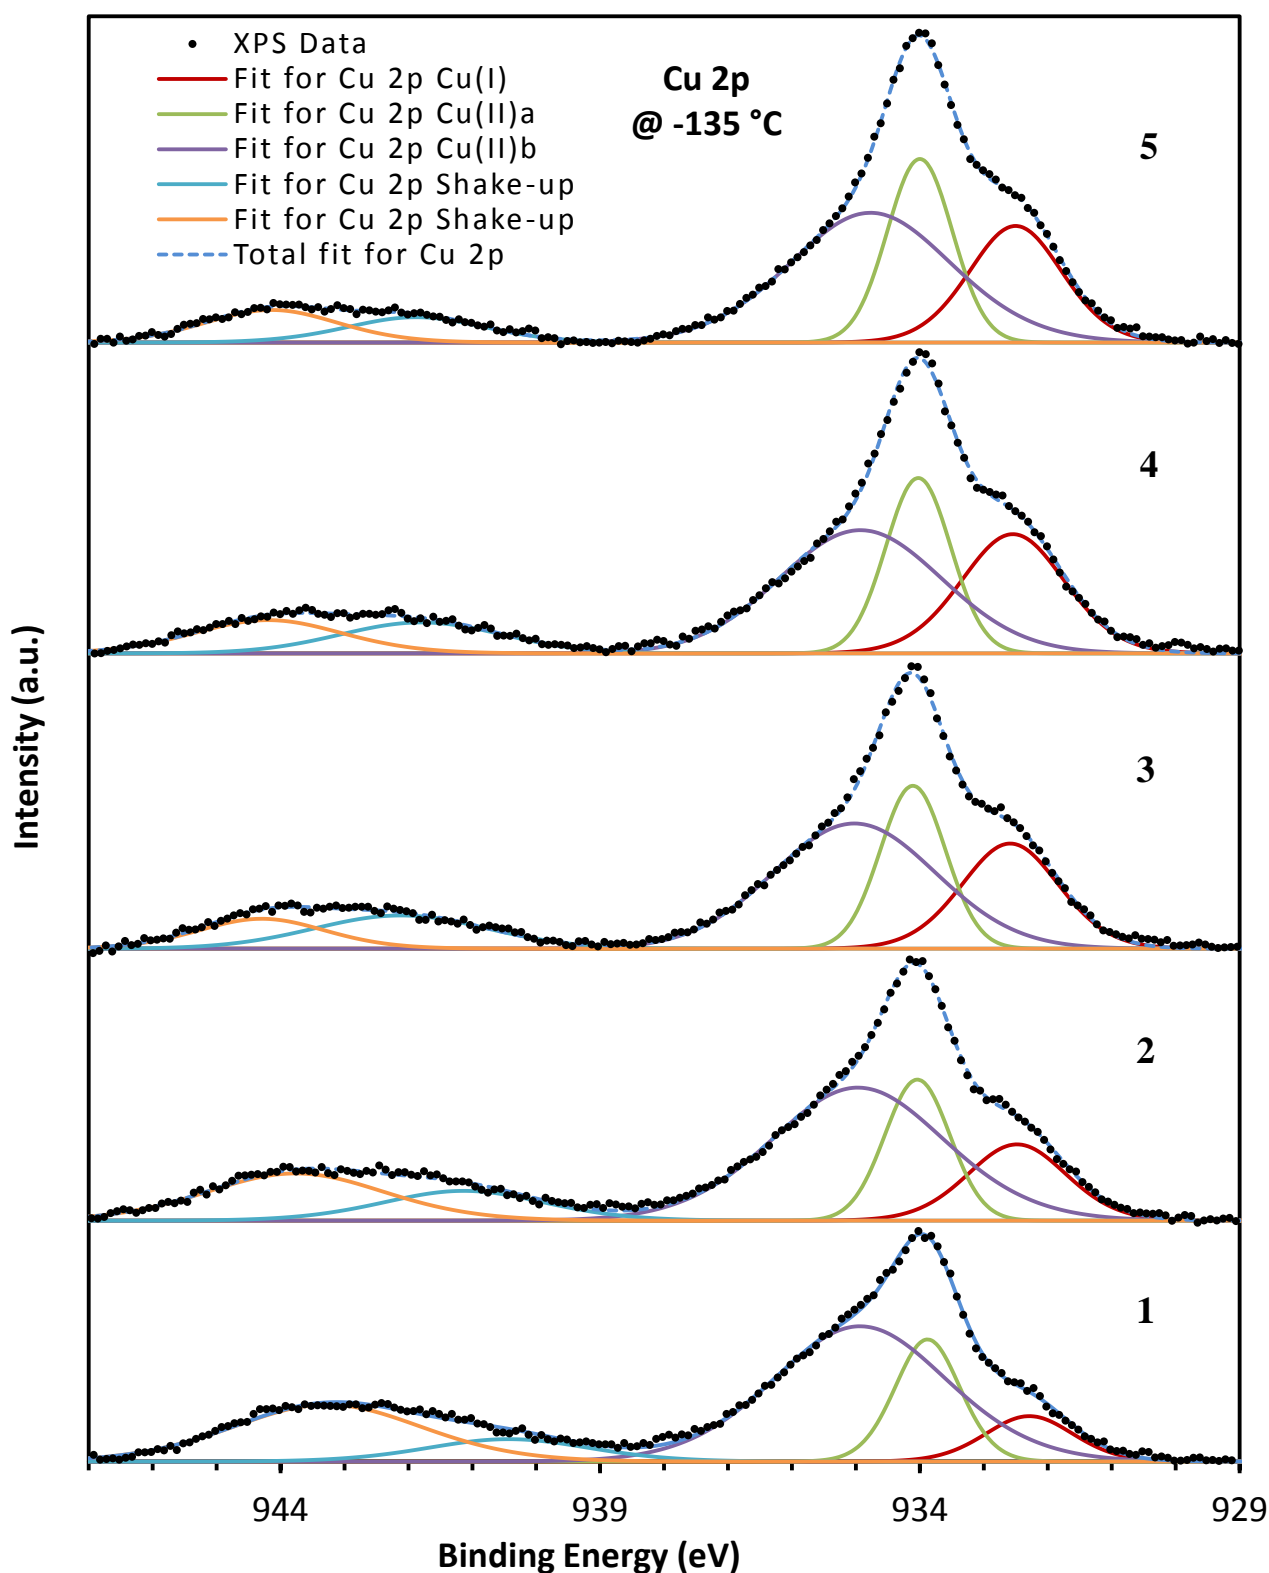 XPS Data
Fit for Cu 2p Cu(I)
Fit for Cu 2p Cu(II)a
Fit for Cu 2p Cu(II)b
Fit for Cu 2p Shake-up
Fit for Cu 2p Shake-up
Total fit for Cu 2p
Cu 2p
@ -135 °C
5
4
3
2
1
Intensity (a.u.)
944
939
934
929
Binding Energy (eV)